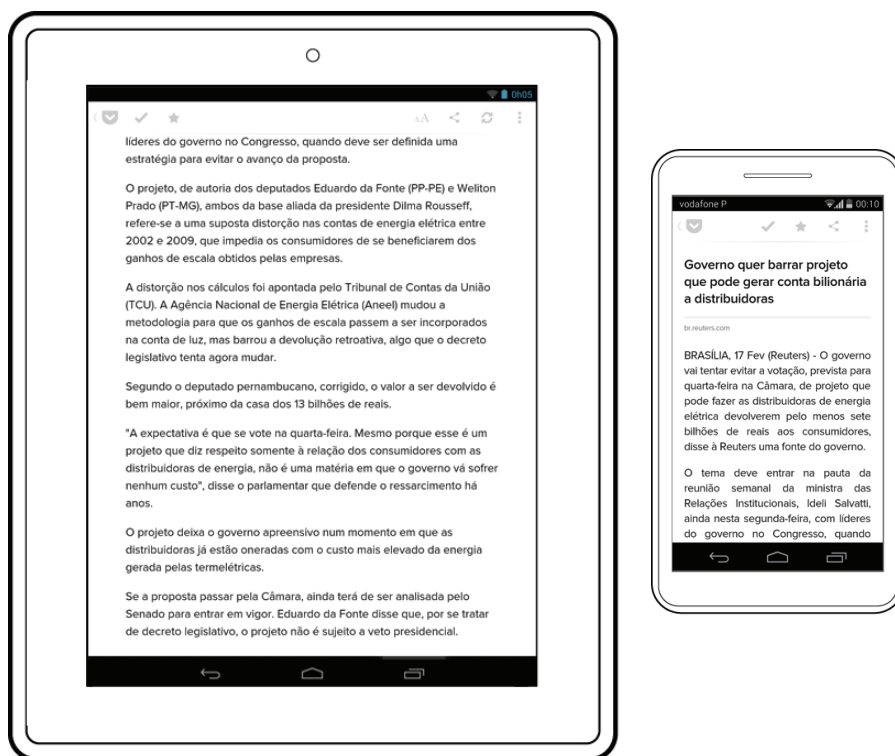 0h05
AA
líderes do governo no Congresso, quando deve ser definida uma
estratégia para evitar o avanço da proposta.
O projeto, de autoria dos deputados Eduardo da Fonte (PP-PE) e Weliton
Prado (PT-MG), ambos da base aliada da presidente Dilma Rousseff,
refere-se a uma suposta distorção nas contas de energia elétrica entre
2002 e 2009, que impedia os consumidores de se beneficiarem dos
ganhos de escala obtidos pelas empresas.
A distorção nos cálculos foi apontada pelo Tribunal de Contas da União
(TCU). A Agência Nacional de Energia Elétrica (Aneel) mudou a
metodologia para que os ganhos de escala passem a ser incorporados
na conta de luz, mas barrou a devolução retroativa, algo que o decreto
legislativo tenta agora mudar.
Segundo o deputado pernambucano, corrigido, o valor a ser devolvido é
bem maior, próximo da casa dos 13 bilhões de reais.
"A expectativa é que se vote na quarta-feira. Mesmo porque esse é um
projeto que diz respeito somente à relação dos consumidores com as
distribuidoras de energia, não é uma matéria em que o governo vá sofrer
nenhum custo", disse o parlamentar que defende o ressarcimento há
anos.
O projeto deixa o governo apreensivo num momento em que as
distribuidoras já estão oneradas com o custo mais elevado da energia
gerada pelas termelétricas.
Se a proposta passar pela Câmara, ainda terá de ser analisada pelo
Senado para entrar em vigor. Eduardo da Fonte disse que, por se tratar
de decreto legislativo, o projeto não é sujeito a veto presidencial.
vodafone P 00:10
Governo quer barrar projeto
que pode gerar conta bilionária
a distribuidoras
br.reuters.com
BRASÍLIA, 17 Fev (Reuters) - O governo
vai tentar evitar a votação, prevista para
quarta-feira na Câmara, de projeto que
pode fazer as distribuidoras de energia
elétrica devolverem pelo menos sete
bilhões de reais aos consumidores,
disse à Reuters uma fonte do governo.
O tema deve entrar na pauta da
reunião semanal da ministra das
Relações Institucionais, Ideli Salvatti,
ainda nesta segunda-feira, com líderes
do governo no Congresso, quando